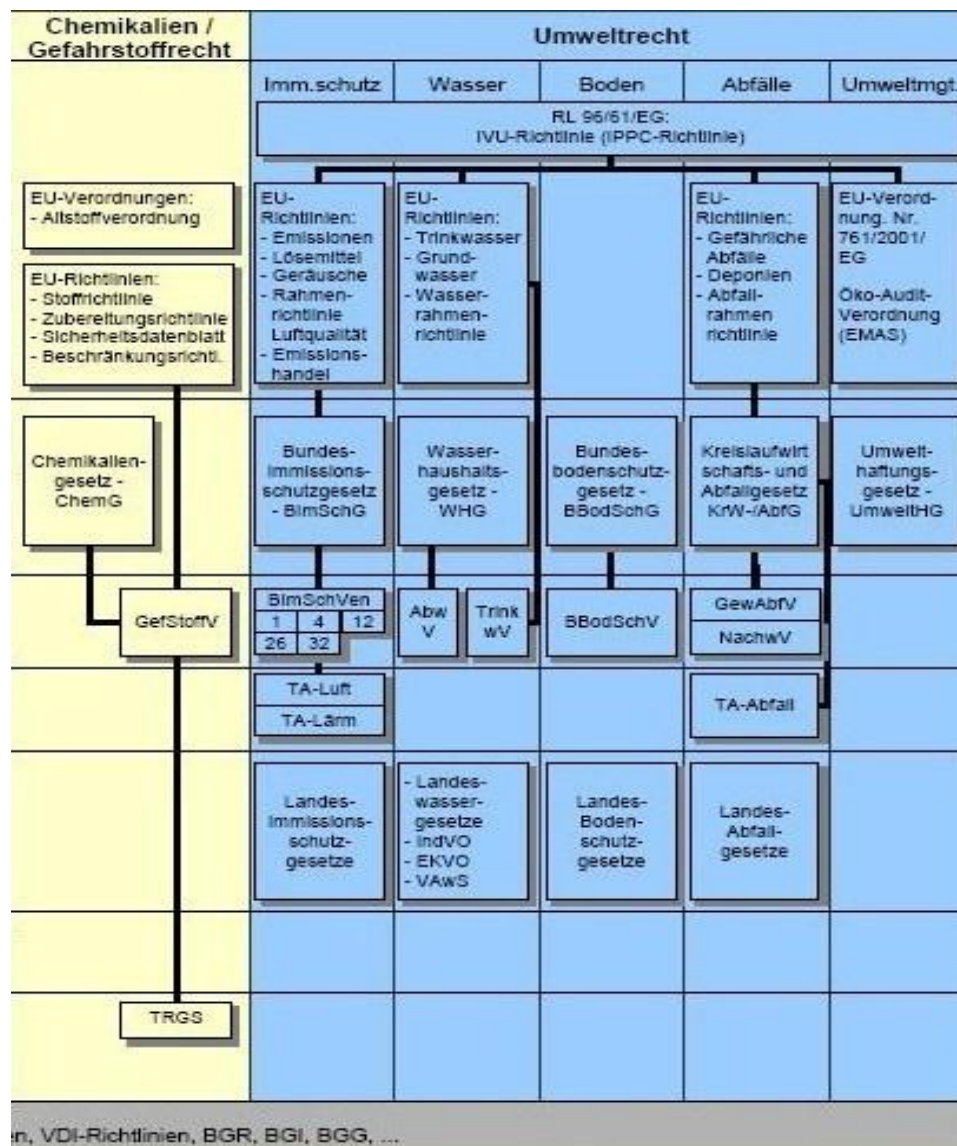 Chemikalien /
Gefahrstoffrecht
Umweltrecht
Imm.schutz
Wasser
Boden
Abfälle
Umweltmgt.
RL 96/61/EG:
IVU-Richtlinie (IPPC-Richtlinie)
EU-Verordnungen:
- Altstoffverordnung
EU-Richtlinien:
- Stoffrichtlinie
- Zubereitungsrichtlinie
- Sicherheitsdatenblatt
- Beschränkungsrichtl.
EU-
Richtlinien:
- Emissionen
- Lösemittel
- Geräusche
- Rahmen-
richtlinie
Luftqualität
- Emissions-
handel
EU-
Richtlinien:
- Trinkwasser
- Grund-
wasser
- Wasser-
rahmen-
richtlinie
EU-
Richtlinien:
- Gefährliche
Abfälle
- Deponien
- Abfall-
rahmen
richtlinie
EU-Verord-
nung. Nr.
761/2001/
EG
Öko-Audit-
Verordnung
(EMAS)
Chemikalien-
gesetz -
ChemG
Bundes-
immissions-
schutzgesetz
- BImSchG
Wasser-
haushalts-
gesetz -
WHG
Bundes-
bodenschutz-
gesetz -
BBodSchG
Kreislaufwirt
schafts- und
Abfallgesetz
KrW-/AbfG
Umwelt-
haftungs-
gesetz -
UmweltHG
GefStoffV
BImSchVen
1 4 12
26 32
Abw
V
Trink
wV
BBodSchV
GewAbfV
NachwV
TA-Luft
TA-Lärm
TA-Abfall
Landes-
immissions-
schutz-
gesetze
- Landes-
wasser-
gesetze
- IndVO
- EKVO
- VAwS
Landes-
Boden-
schutz-
gesetze
Landes-
Abfall-
gesetze
TRGS
en, VDI-Richtlinien, BGR, BGI, BGG, ...